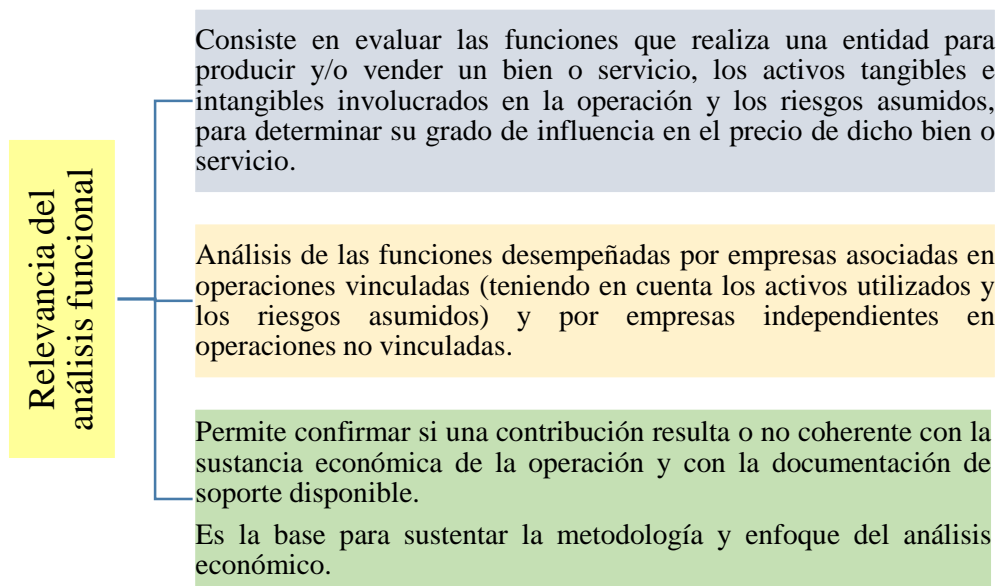 Relevancia del
análisis funcional
Consiste en evaluar las funciones que realiza una entidad para
producir y/o vender un bien o servicio, los activos tangibles e
intangibles involucrados en la operación y los riesgos asumidos,
para determinar su grado de influencia en el precio de dicho bien o
servicio.
Análisis de las funciones desempeñadas por empresas asociadas en
operaciones vinculadas (teniendo en cuenta los activos utilizados y
los riesgos asumidos) y por empresas independientes en
operaciones no vinculadas.
Permite confirmar si una contribución resulta o no coherente con la
sustancia económica de la operación y con la documentación de
soporte disponible.
Es la base para sustentar la metodología y enfoque del análisis
económico.